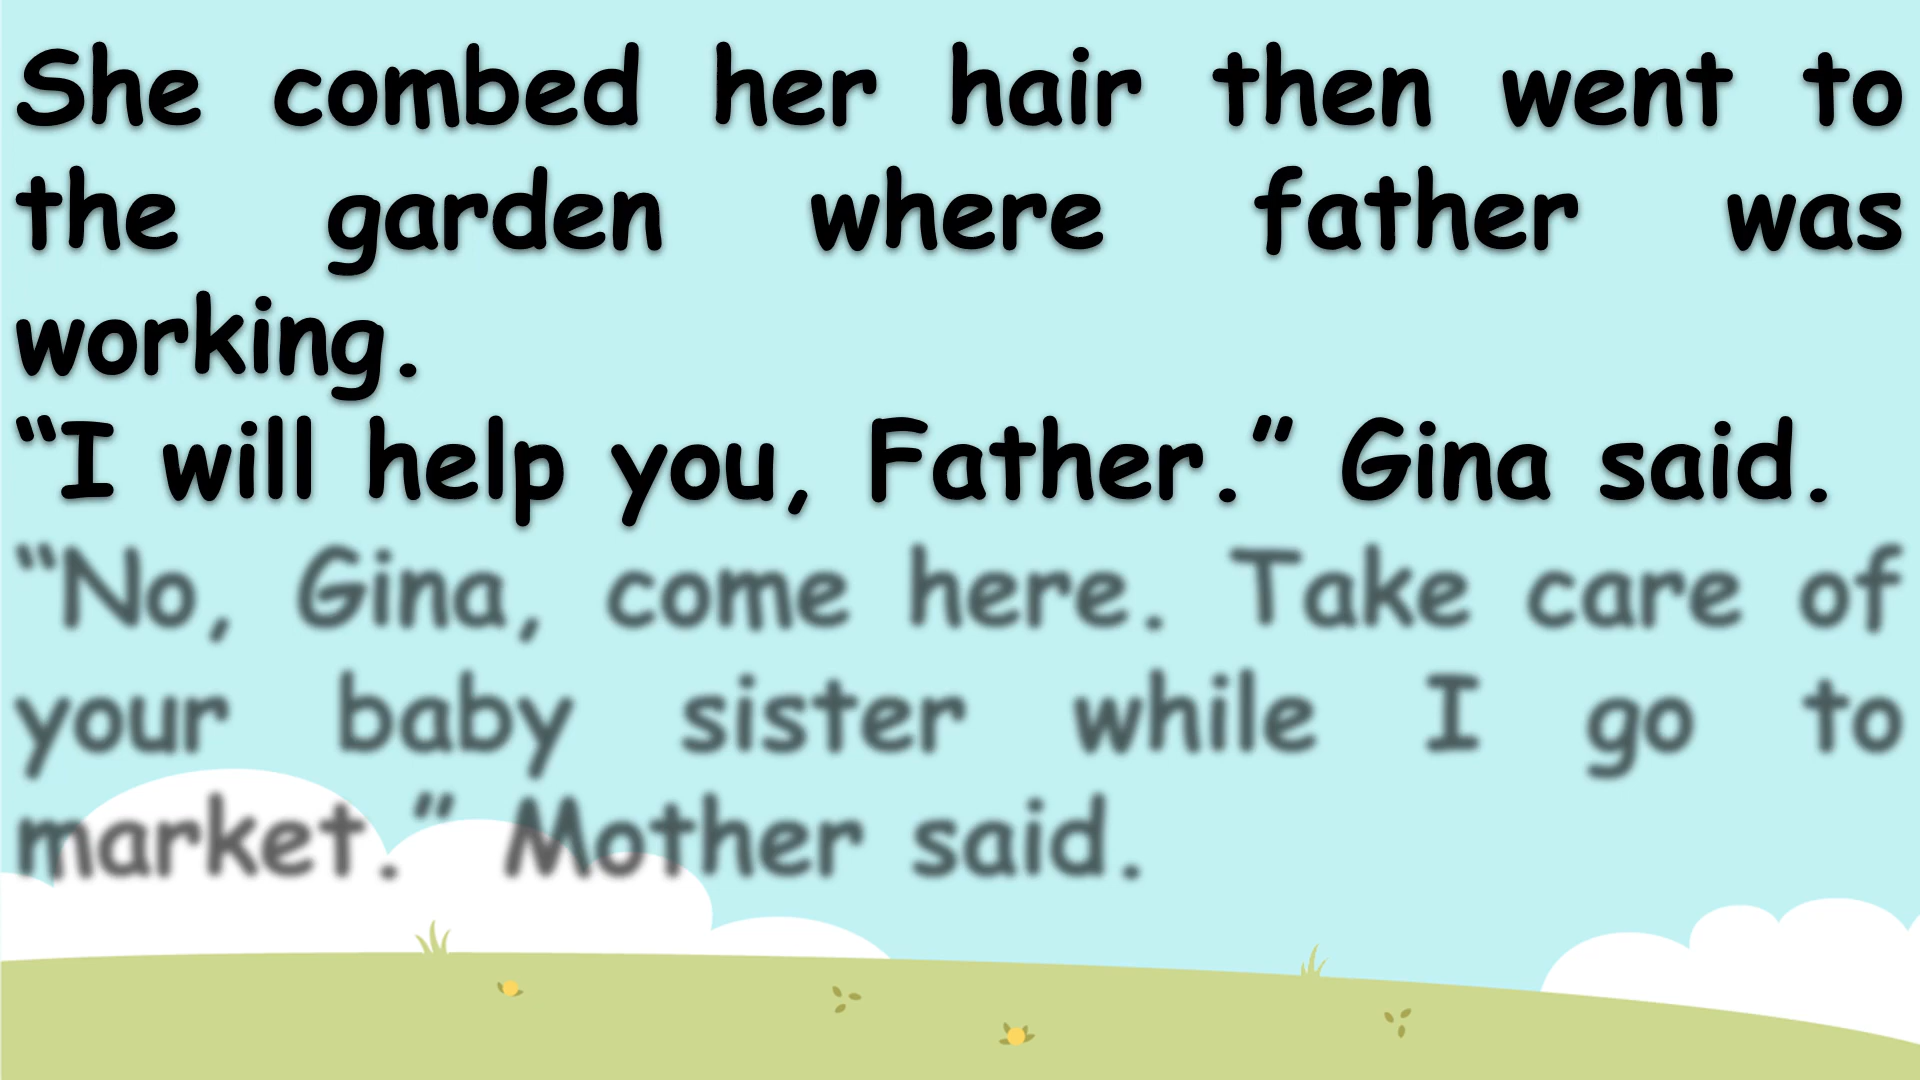 She combed her hair then went to
the garden where father was
working.
“I will help you, Father.” Gina said.
“No, Gina, come here. Take care of
your baby sister while I go to
market.” Mother said.